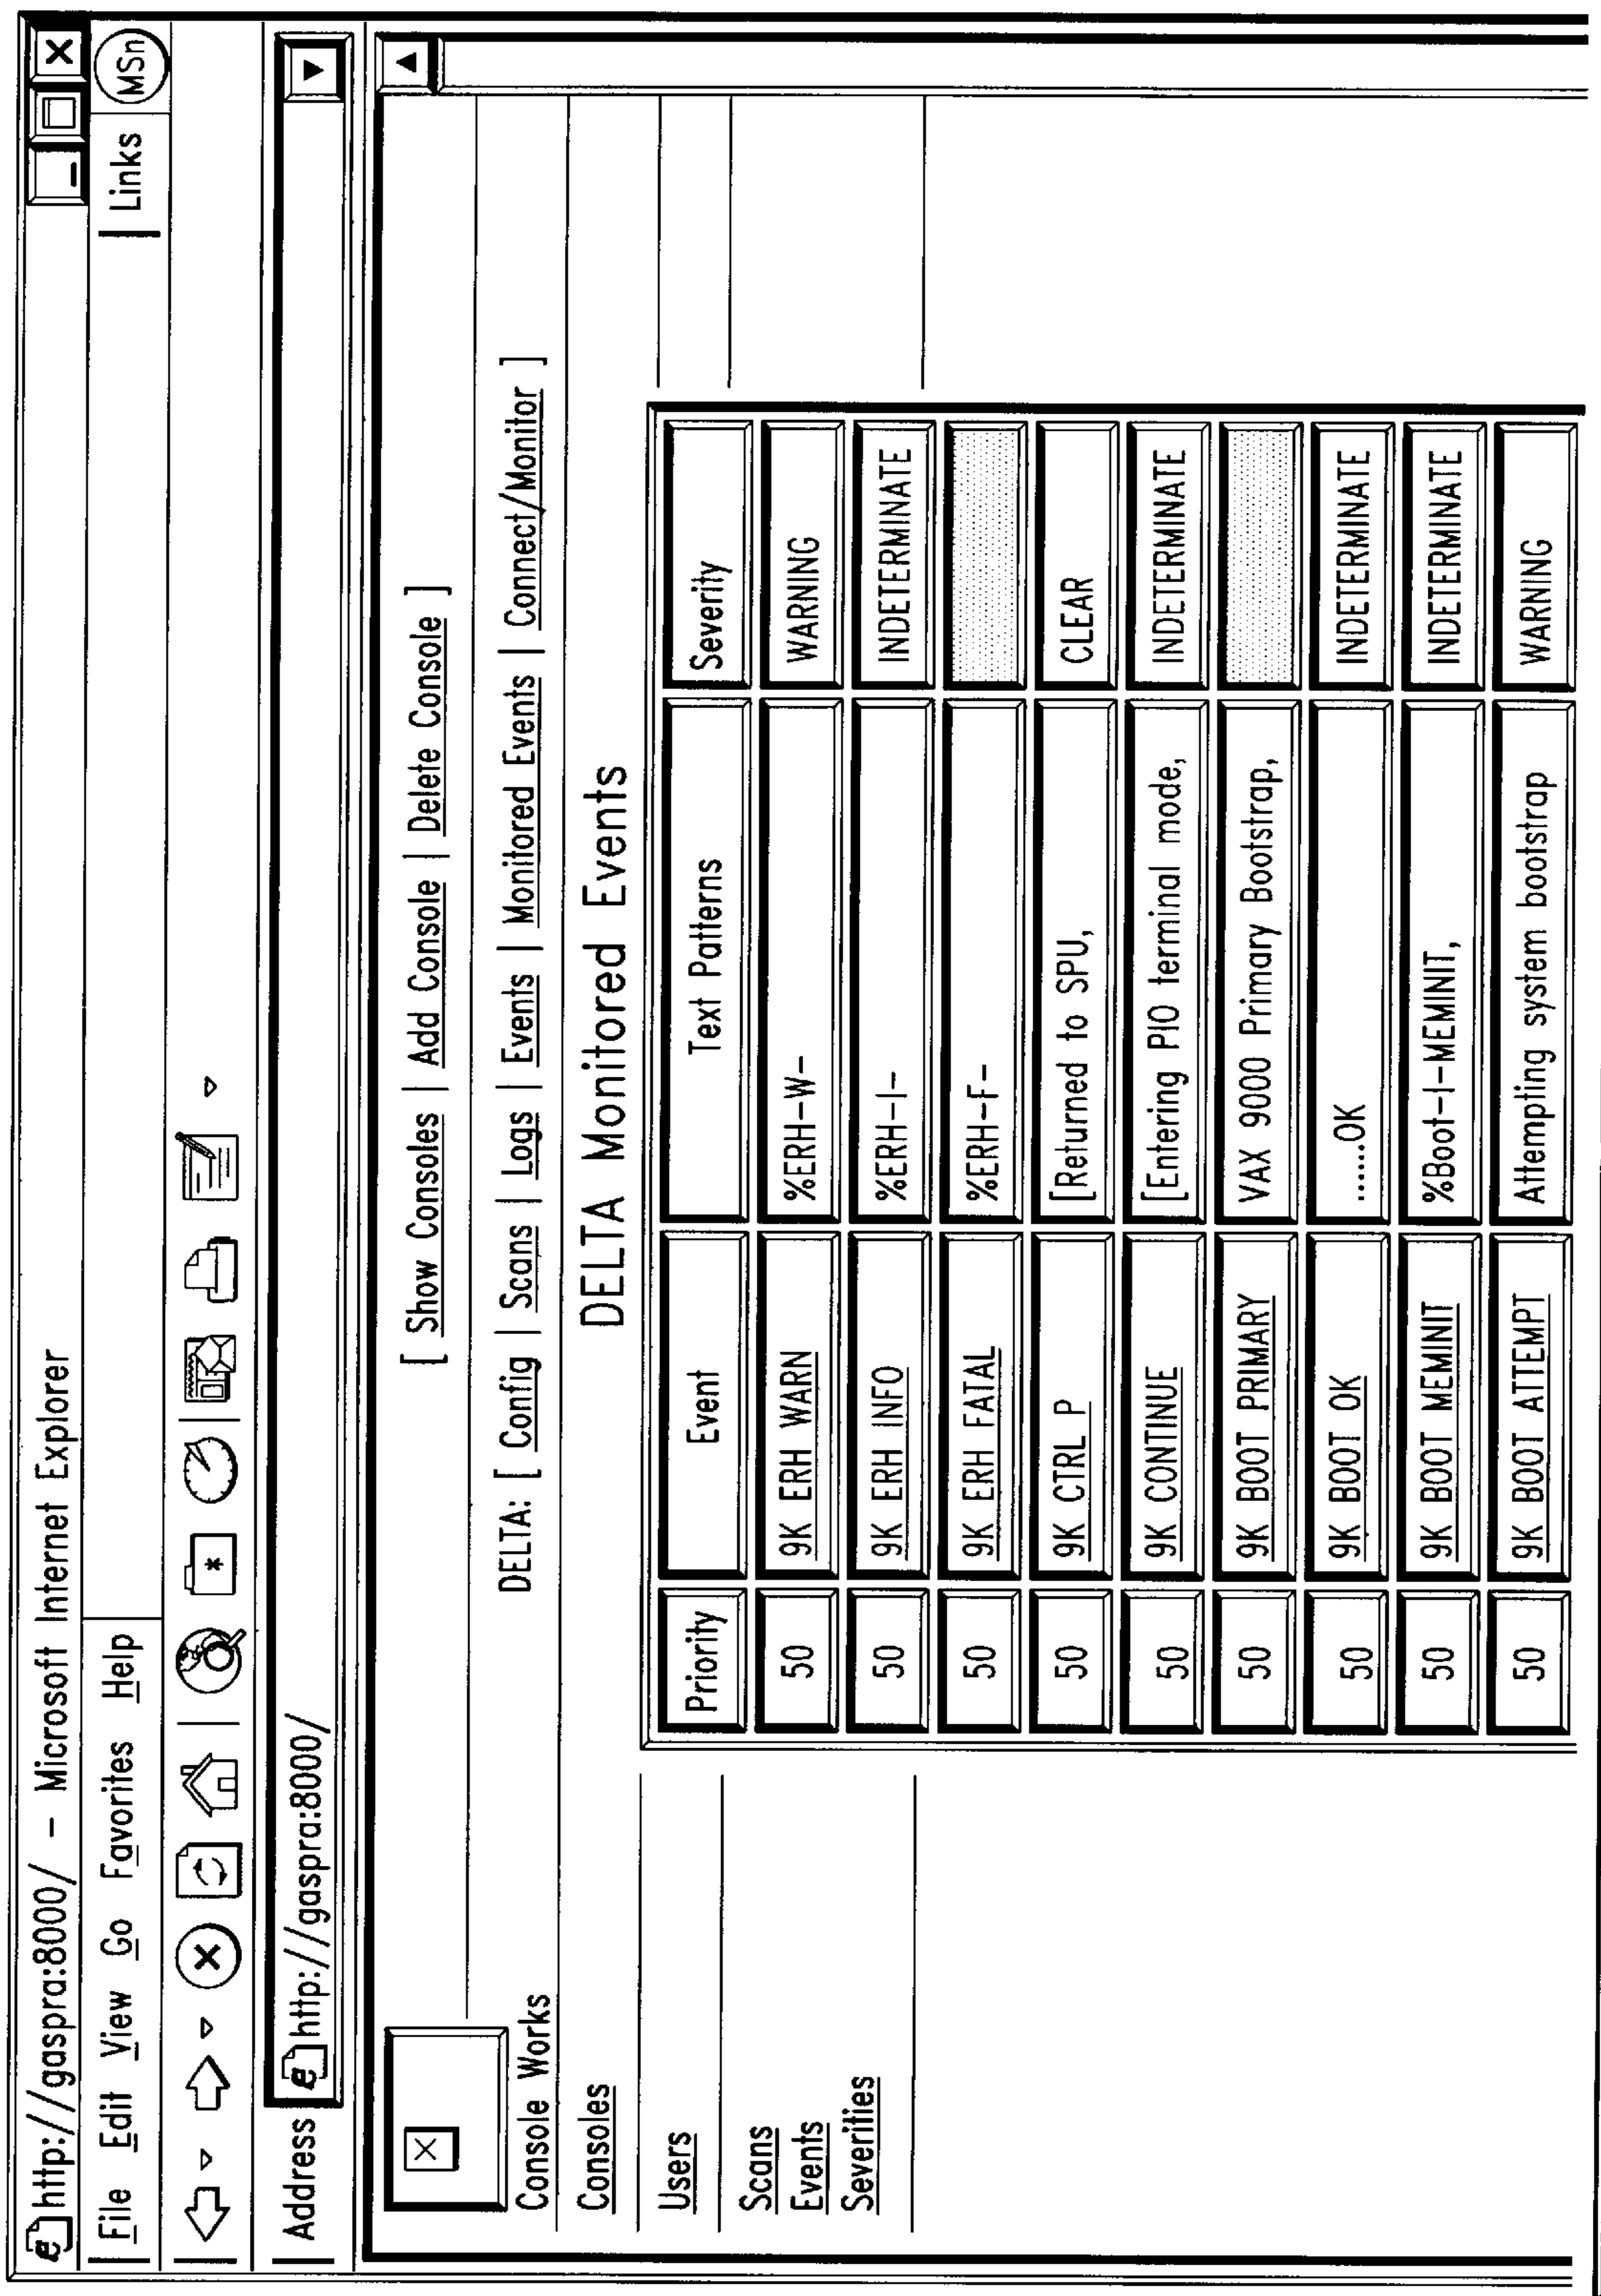 http://gaspra:8000/ - Microsoft Internet Explorer
File Edit View Go Favorites Help
Links
MSn
Address http://gaspra:8000/
[ Show Consoles | Add Console | Delete Console ]
Console Works
DELTA: [ Config | Scans | Logs | Events | Monitored Events | Connect/Monitor ]
Consoles
DELTA Monitored Events
Users
Scans
Events
Severities
Priority Event Text Patterns Severity
50 9K ERH WARN %ERH-W- WARNING
50 9K ERH INFO %ERH-I- INDETERMINATE
50 9K ERH FATAL %ERH-F-
50 9K CTRL P [Returned to SPU, CLEAR
50 9K CONTINUE [Entering PIO terminal mode, INDETERMINATE
50 9K BOOT PRIMARY VAX 9000 Primary Bootstrap,
50 9K BOOT OK ......OK INDETERMINATE
50 9K BOOT MEMINIT %Boot-I-MEMINIT, INDETERMINATE
50 9K BOOT ATTEMPT Attempting system bootstrap WARNING